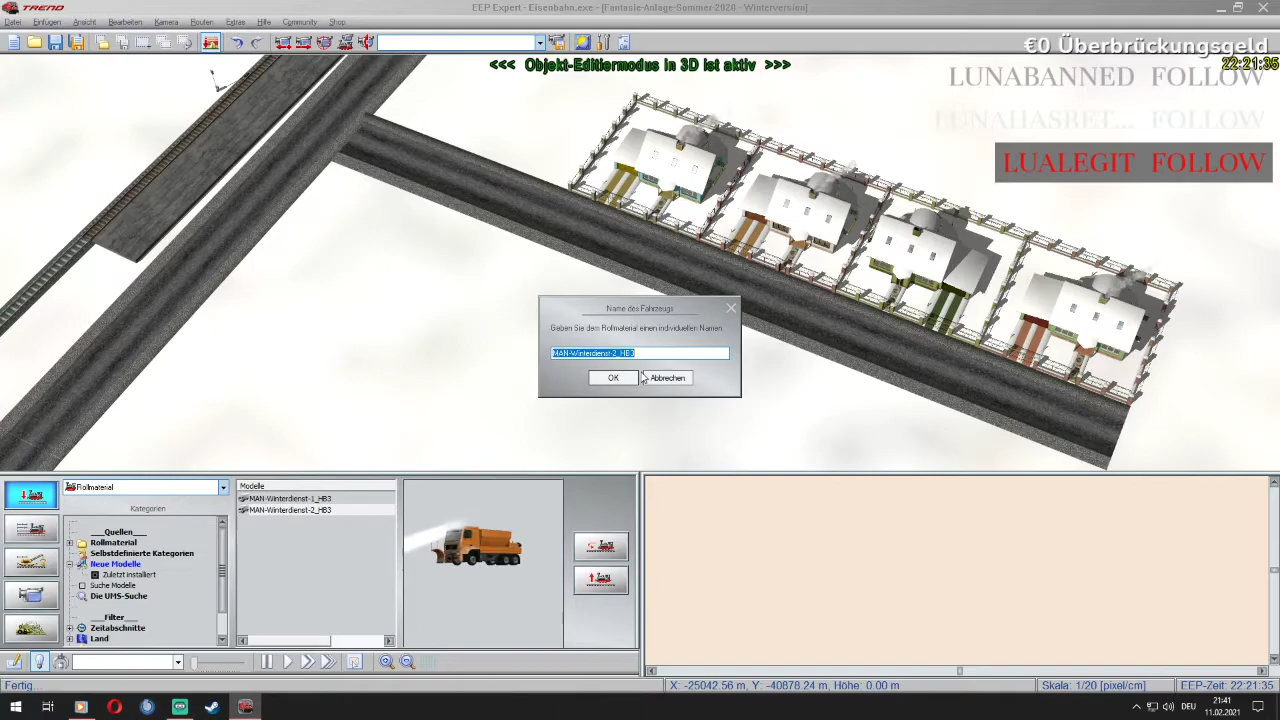 TREND
EEP Expert - Eisenbahn.exe - [Fantasie-Anlage-Sommer-2020 - Winterversion]
Datei Einfügen Ansicht Bearbeiten Kamera Routen Extras Hilfe Community Shop
€0 Überbrückungsgeld
<<< Objekt-Editiermodus in 3D ist aktiv >>>
22:21:35
LUNABANNED FOLLOW
LUNAHASBET... FOLLOW
LUALEGIT FOLLOW
Name des Fahrzeugs
Geben Sie dem Rollmaterial einen individuellen Namen
MAN-Winterdienst-2_HB3
OK Abbrechen
Rollmaterial
Kategorien
___Quellen___
Rollmaterial
Selbstdefinierte Kategorien
Neue Modelle
Zuletzt installiert
Suche Modelle
Die UMS-Suche
___Filter___
Zeitabschnitte
Land
Modelle
MAN-Winterdienst-1_HB3
MAN-Winterdienst-2_HB3
Fertig...
X: -25042.56 m, Y: -40878.24 m, Höhe: 0.00 m
Skala: 1/20 [pixel/cm]
EEP-Zeit: 22:21:35
DEU
21:41
11.02.2021